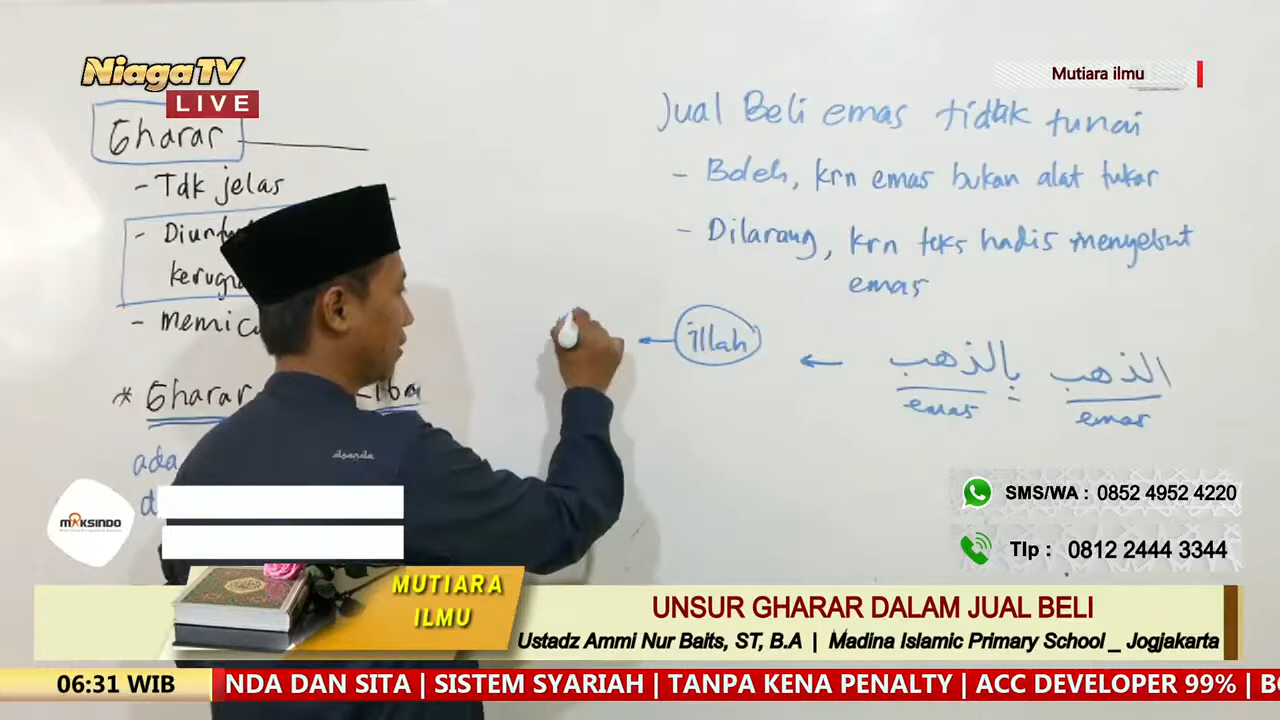 NiagaTV
LIVE
Mutiara ilmu
Gharar
- Tdk jelas
-
- memic
* Gharar
ada
Jual Beli emas tidak tunai
- Boleh, krn emas bukan alat tukar
- Dilarang, krn teks hadis menyebut
emas
illah ← الذهب بالذهب
emas emas
SMS/WA : 0852 4952 4220
Tlp : 0812 2444 3344
MAKSINDO
MUTIARA
ILMU
UNSUR GHARAR DALAM JUAL BELI
Ustadz Ammi Nur Baits, ST, B.A | Madina Islamic Primary School _ Jogjakarta
06:31 WIB
NDA DAN SITA | SISTEM SYARIAH | TANPA KENA PENALTY | ACC DEVELOPER 99% | B